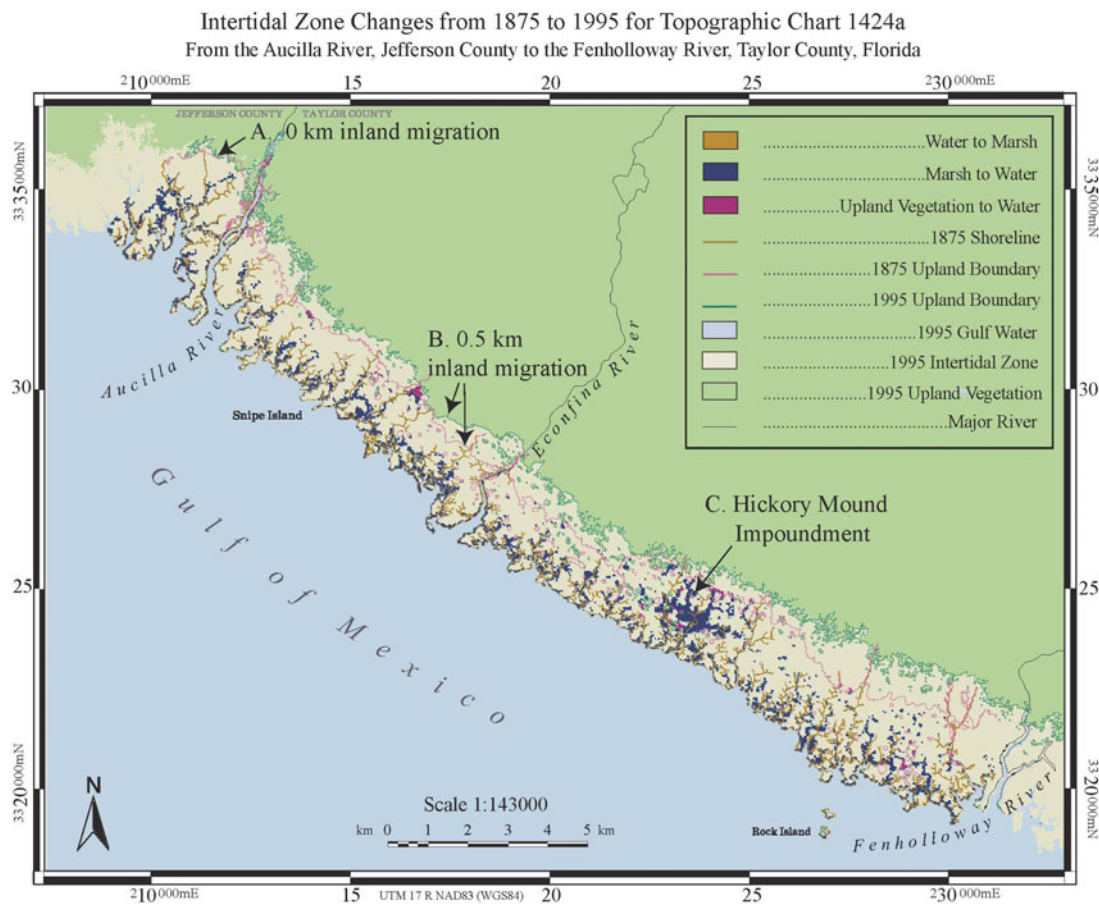 Intertidal Zone Changes from 1875 to 1995 for Topographic Chart 1424a
From the Aucilla River, Jefferson County to the Fenholloway River, Taylor County, Florida
210000mE 15 20 25 230000mE
JEFFERSON COUNTY TAYLOR COUNTY
A. 0 km inland migration
3335000mN
3335000mN
Water to Marsh
Marsh to Water
Upland Vegetation to Water
1875 Shoreline
1875 Upland Boundary
1995 Upland Boundary
1995 Gulf Water
1995 Intertidal Zone
1995 Upland Vegetation
Major River
B. 0.5 km
inland migration
30
30
Aucilla River
Econfina River
Snipe Island
Gulf of Mexico
C. Hickory Mound
Impoundment
25
25
3320000mN
3320000mN
N
Scale 1:143000
km 0 1 2 3 4 5 km
Rock Island
Fenholloway River
210000mE 15 UTM 17 R NAD83 (WGS84) 20 25 230000mE